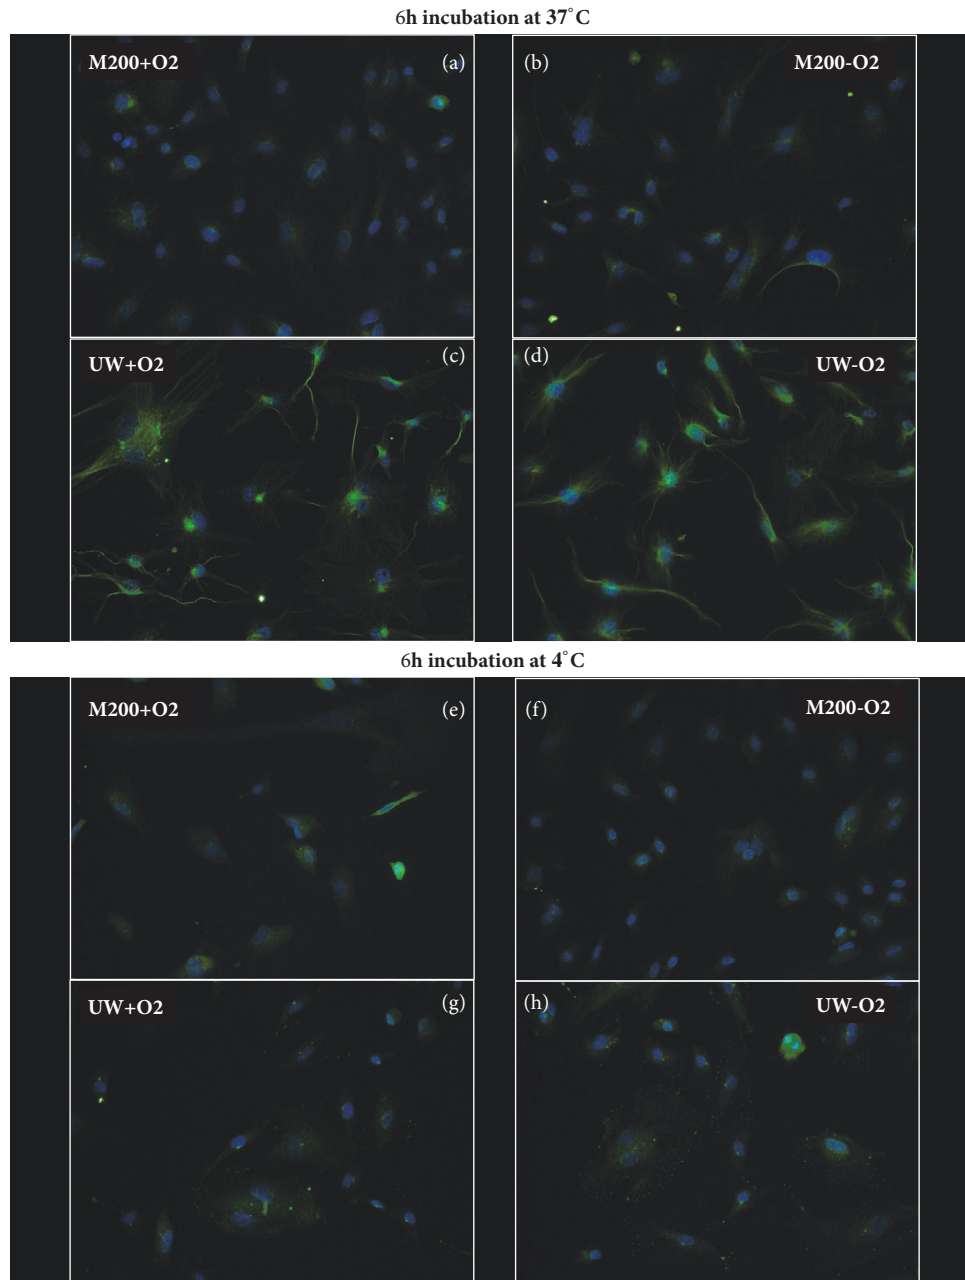 6h incubation at 37°C
M200+O2 (a)
(b) M200-O2
UW+O2 (c)
(d) UW-O2
6h incubation at 4°C
M200+O2 (e)
(f) M200-O2
UW+O2 (g)
(h) UW-O2